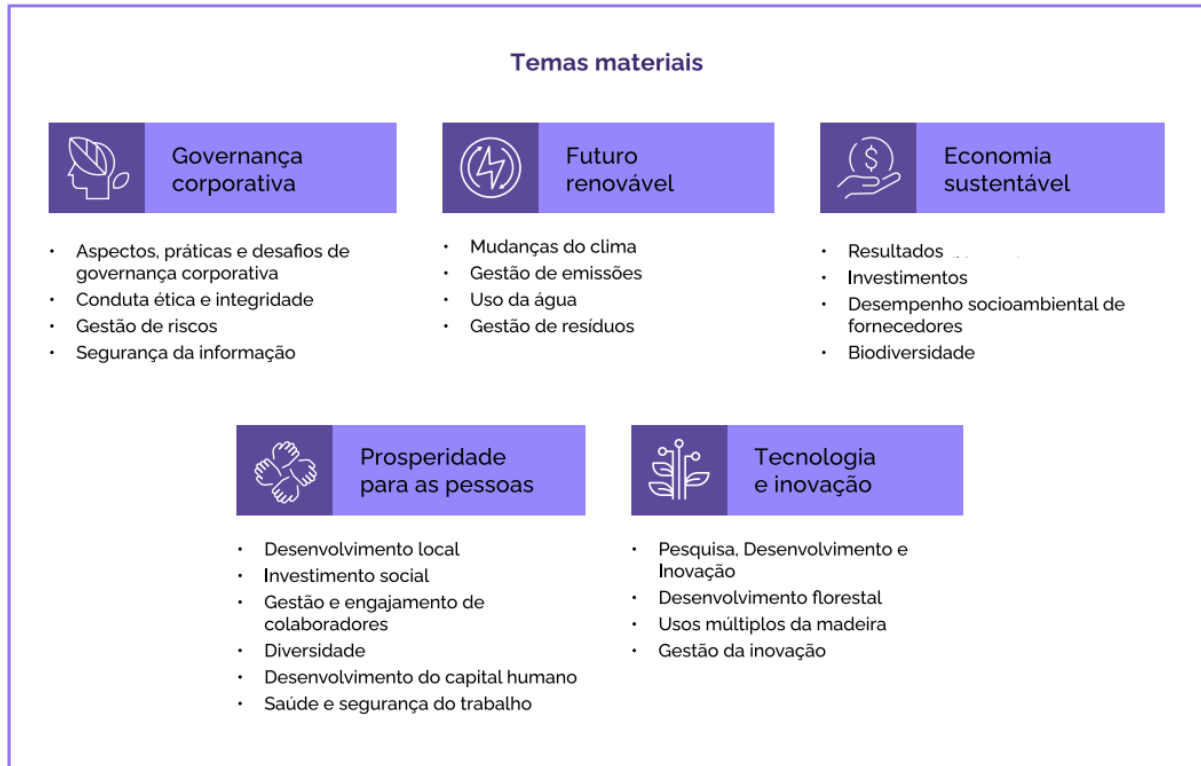 Temas materiais
Governança
corporativa
• Aspectos, práticas e desafios de
governança corporativa
• Conduta ética e integridade
• Gestão de riscos
• Segurança da informação
Futuro
renovável
• Mudanças do clima
• Gestão de emissões
• Uso da água
• Gestão de resíduos
$
Economia
sustentável
• Resultados
• Investimentos
• Desempenho socioambiental de
fornecedores
• Biodiversidade
Prosperidade
para as pessoas
• Desenvolvimento local
• Investimento social
• Gestão e engajamento de
colaboradores
• Diversidade
• Desenvolvimento do capital humano
• Saúde e segurança do trabalho
Tecnologia
e inovação
• Pesquisa, Desenvolvimento e
Inovação
• Desenvolvimento florestal
• Usos múltiplos da madeira
• Gestão da inovação